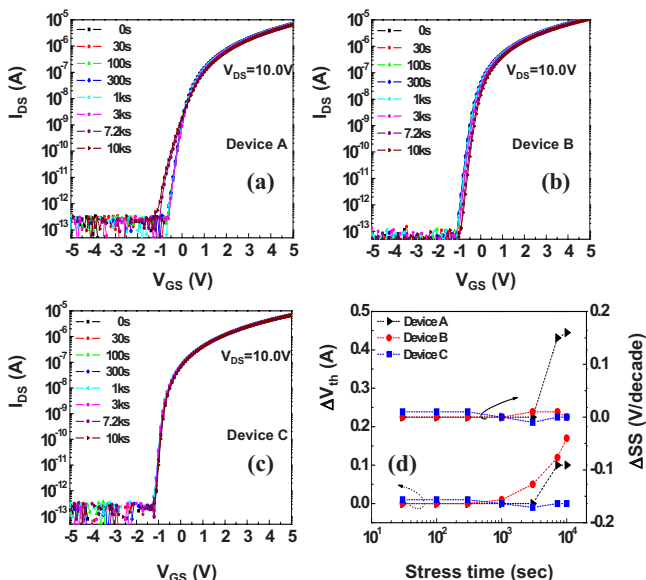 10^-5
10^-6
10^-7
10^-8
10^-9
10^-10
10^-11
10^-12
10^-13
I_DS (A)
0s
30s
100s
300s
1ks
3ks
7.2ks
10ks
V_DS=10.0V
Device A
(a)
-5 -4 -3 -2 -1 0 1 2 3 4 5
V_GS (V)
10^-5
10^-6
10^-7
10^-8
10^-9
10^-10
10^-11
10^-12
10^-13
I_DS (A)
0s
30s
100s
300s
1ks
3ks
7.2ks
10ks
V_DS=10.0V
Device B
(b)
-5 -4 -3 -2 -1 0 1 2 3 4 5
V_GS (V)
10^-5
10^-6
10^-7
10^-8
10^-9
10^-10
10^-11
10^-12
10^-13
I_DS (A)
0s
30s
100s
300s
1ks
3ks
7.2ks
10ks
V_DS=10.0V
Device C
(c)
-5 -4 -3 -2 -1 0 1 2 3 4 5
V_GS (V)
0.5
0.4
0.3
0.2
0.1
0.0
ΔV_th (A)
Device A
Device B
Device C
(d)
0.2
0.1
0.0
-0.1
-0.2
ΔSS (V/decade)
10^1 10^2 10^3 10^4
Stress time (sec)